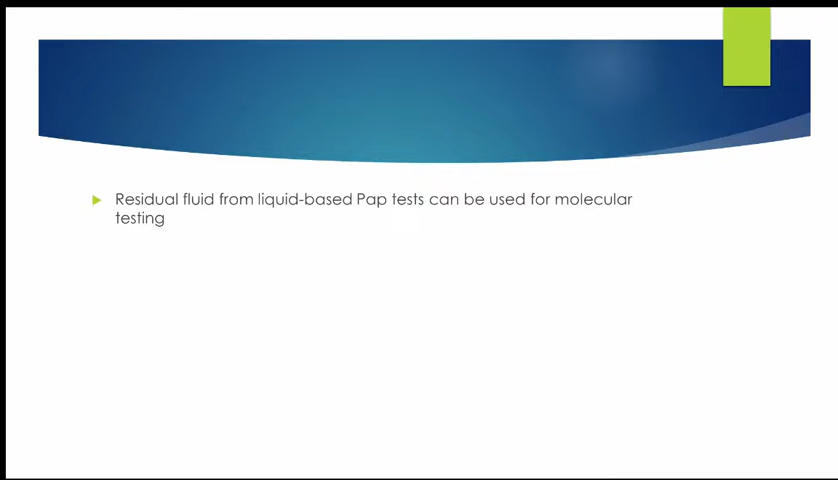 Residual fluid from liquid-based Pap tests can be used for molecular
testing